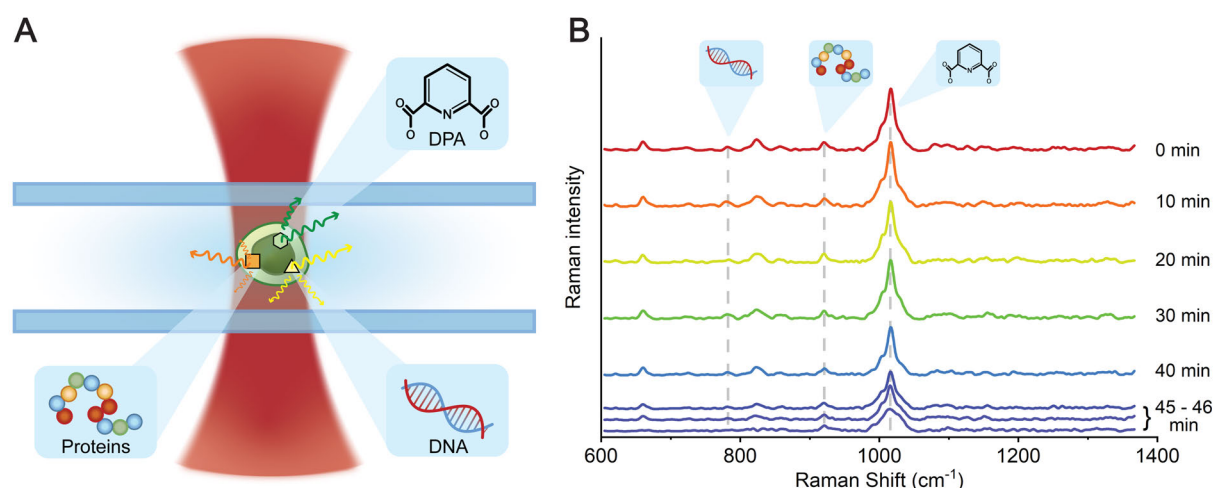 A
O
O
N
O
O
DPA
Proteins
DNA
B
Raman intensity
N
O
O
O
O
0 min
10 min
20 min
30 min
40 min
45 - 46
min
600
800
1000
1200
1400
Raman Shift (cm⁻¹)